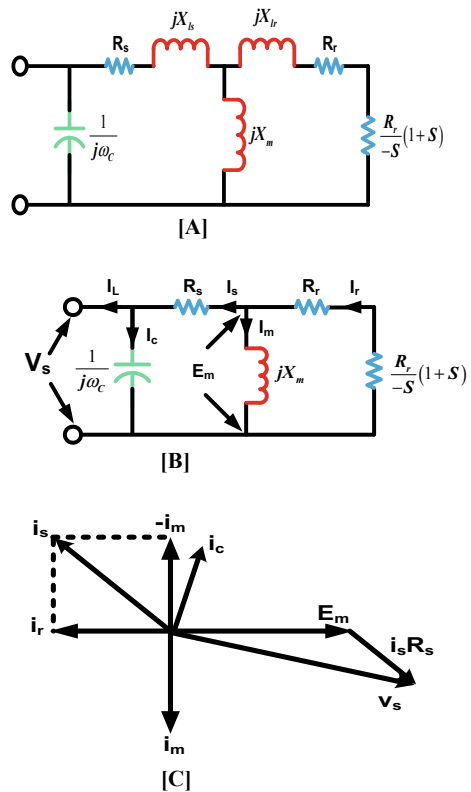 jX_ls jX_lr
R_s R_r
1/jω_C jX_m R_r/-S (1+S)
[A]
I_L R_s I_s R_r I_r
I_c I_m
V_s 1/jω_C E_m jX_m R_r/-S (1+S)
[B]
i_s -i_m i_c
i_r E_m
i_sR_s
v_s
i_m
[C]